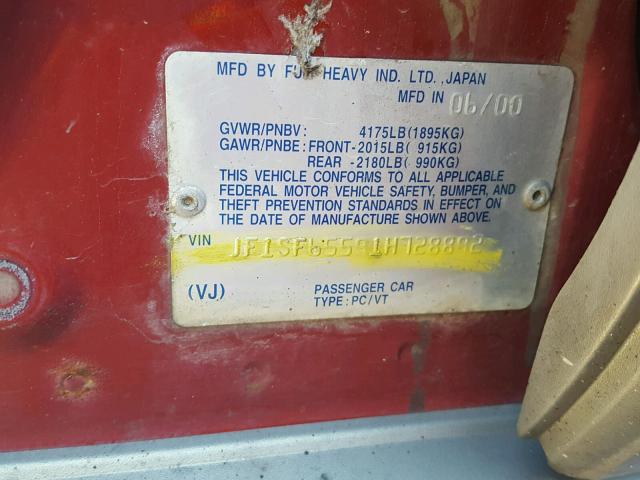 MFD BY FUJI HEAVY IND. LTD., JAPAN
MFD IN 06/00
GVWR/PNBV: 4175LB(1895KG)
GAWR/PNBE: FRONT-2015LB( 915KG)
REAR -2180LB( 990KG)
THIS VEHICLE CONFORMS TO ALL APPLICABLE
FEDERAL MOTOR VEHICLE SAFETY, BUMPER, AND
THEFT PREVENTION STANDARDS IN EFFECT ON
THE DATE OF MANUFACTURE SHOWN ABOVE.
VIN JF1SF65591H728892
(VJ) PASSENGER CAR
TYPE: PC/VT